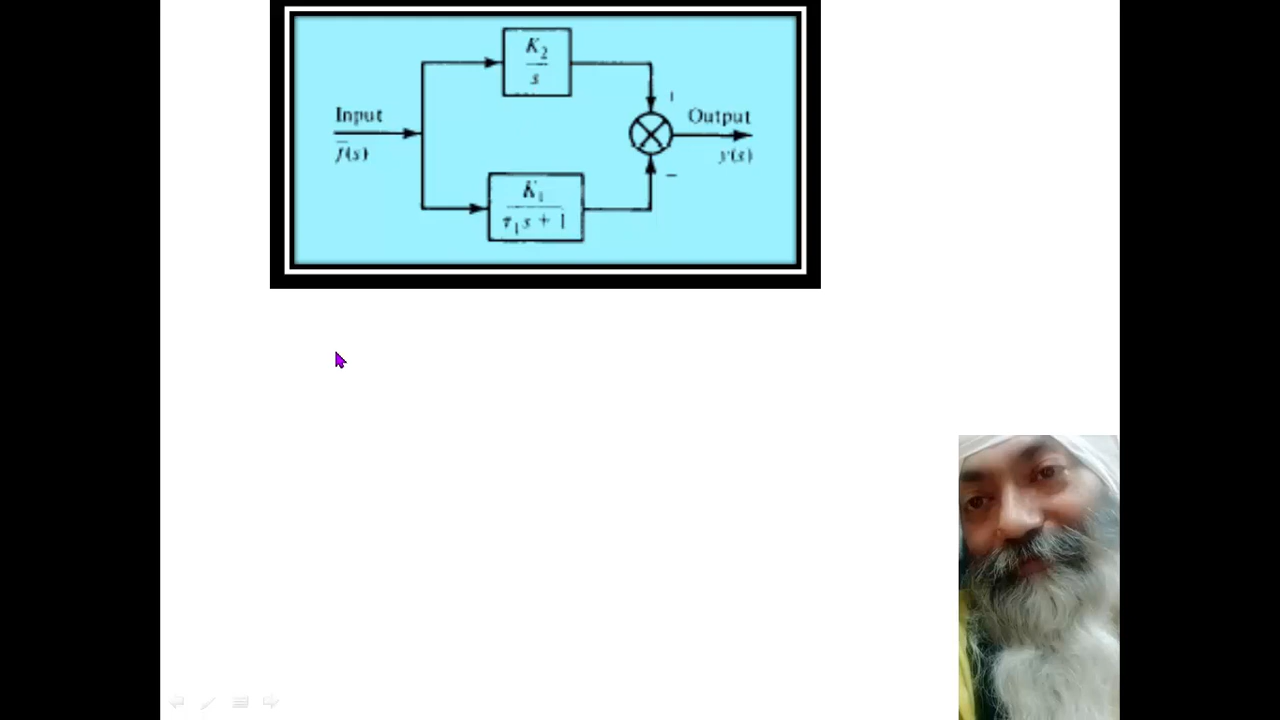 K₂
s
+
Input
Output
f̄(s)
y(s)
−
K₁
τ₁s + 1